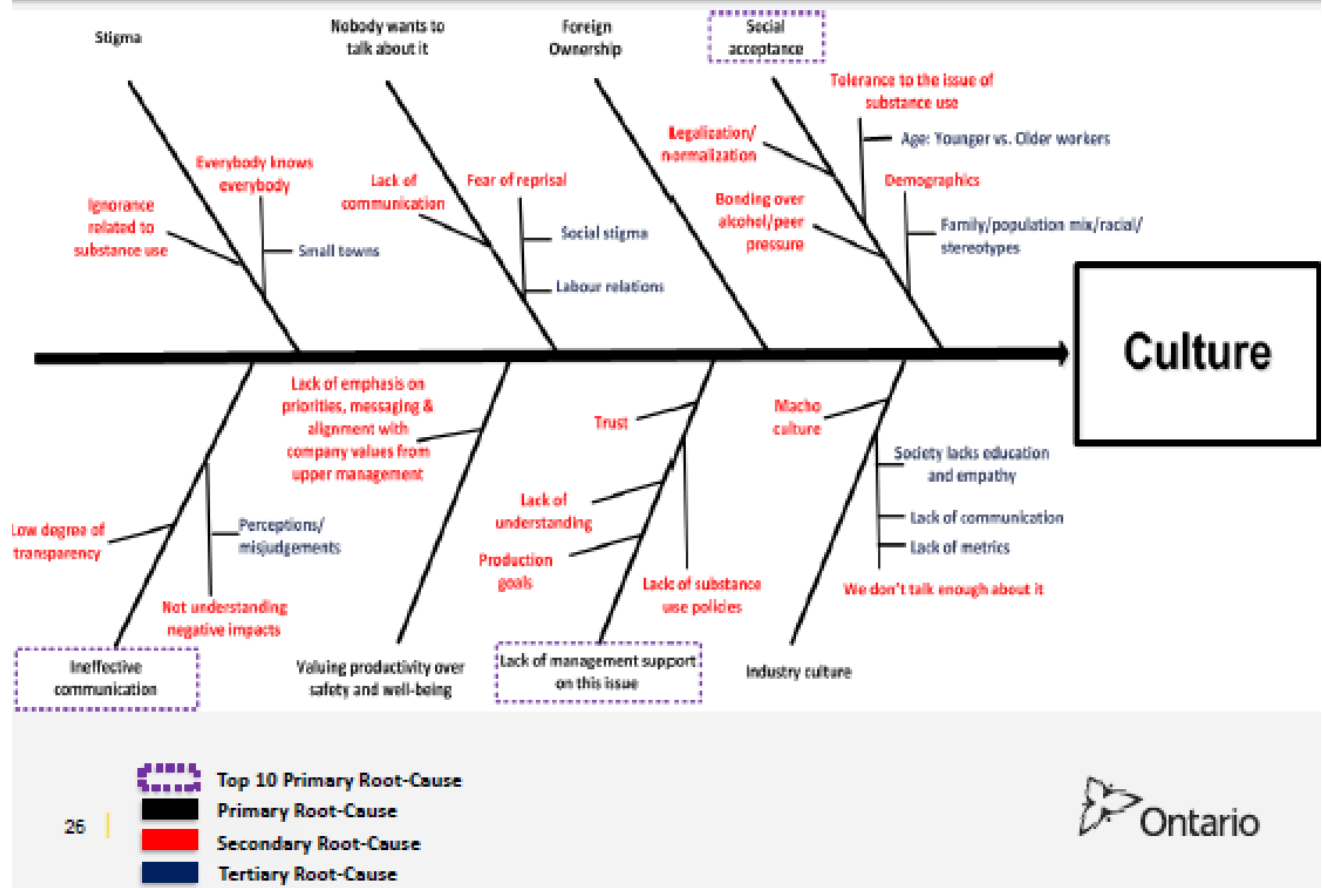 Stigma
Nobody wants to
talk about it
Foreign
Ownership
Social
acceptance
Tolerance to the issue of
substance use
Legalization/
normalization
Age: Younger vs. Older workers
Everybody knows
everybody
Lack of
communication
Fear of reprisal
Demographics
Ignorance
related to
substance use
Bonding over
alcohol/peer
pressure
Small towns
Social stigma
Family/population mix/racial/
stereotypes
Labour relations
Culture
Lack of emphasis on
priorities, messaging &
alignment with
company values from
upper management
Trust
Macho
culture
Society lacks education
and empathy
Low degree of
transparency
Perceptions/
misjudgements
Lack of
understanding
Lack of communication
Lack of metrics
Production
goals
Not understanding
negative impacts
Lack of substance
use policies
We don't talk enough about it
Ineffective
communication
Valuing productivity over
safety and well-being
Lack of management support
on this issue
Industry culture
Top 10 Primary Root-Cause
Primary Root-Cause
Secondary Root-Cause
Tertiary Root-Cause
26
Ontario